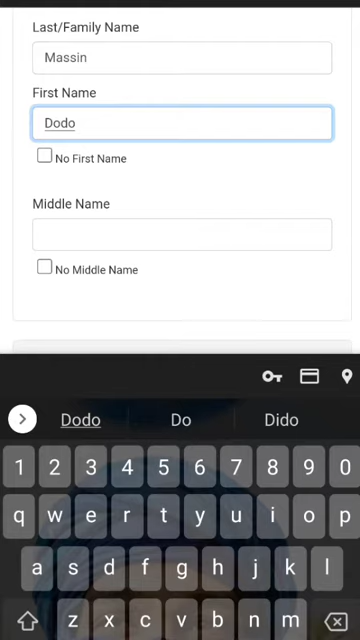 Last/Family Name
Massin
First Name
Dodo
No First Name
Middle Name
No Middle Name
Dodo Do Dido
1 2 3 4 5 6 7 8 9 0
q w e r t y u i o p
a s d f g h j k l
z x c v b n m